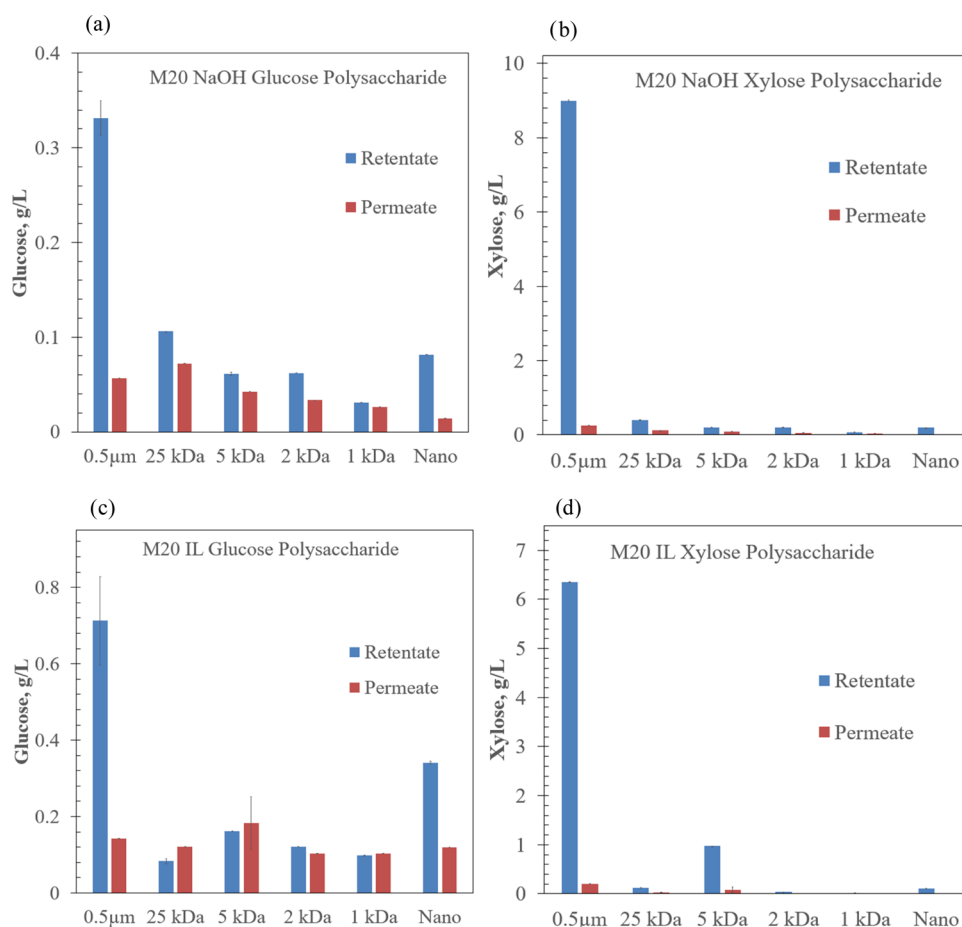 (a)
M20 NaOH Glucose Polysaccharide
Glucose, g/L
0.4
0.3
0.2
0.1
0
Retentate
Permeate
0.5µm 25 kDa 5 kDa 2 kDa 1 kDa Nano
(b)
M20 NaOH Xylose Polysaccharide
Xylose, g/L
10
8
6
4
2
0
Retentate
Permeate
0.5µm 25 kDa 5 kDa 2 kDa 1 kDa Nano
(c)
M20 IL Glucose Polysaccharide
Glucose, g/L
0.8
0.6
0.4
0.2
0
Retentate
Permeate
0.5µm 25 kDa 5 kDa 2 kDa 1 kDa Nano
(d)
M20 IL Xylose Polysaccharide
Xylose, g/L
7
6
5
4
3
2
1
0
Retentate
Permeate
0.5µm 25 kDa 5 kDa 2 kDa 1 kDa Nano